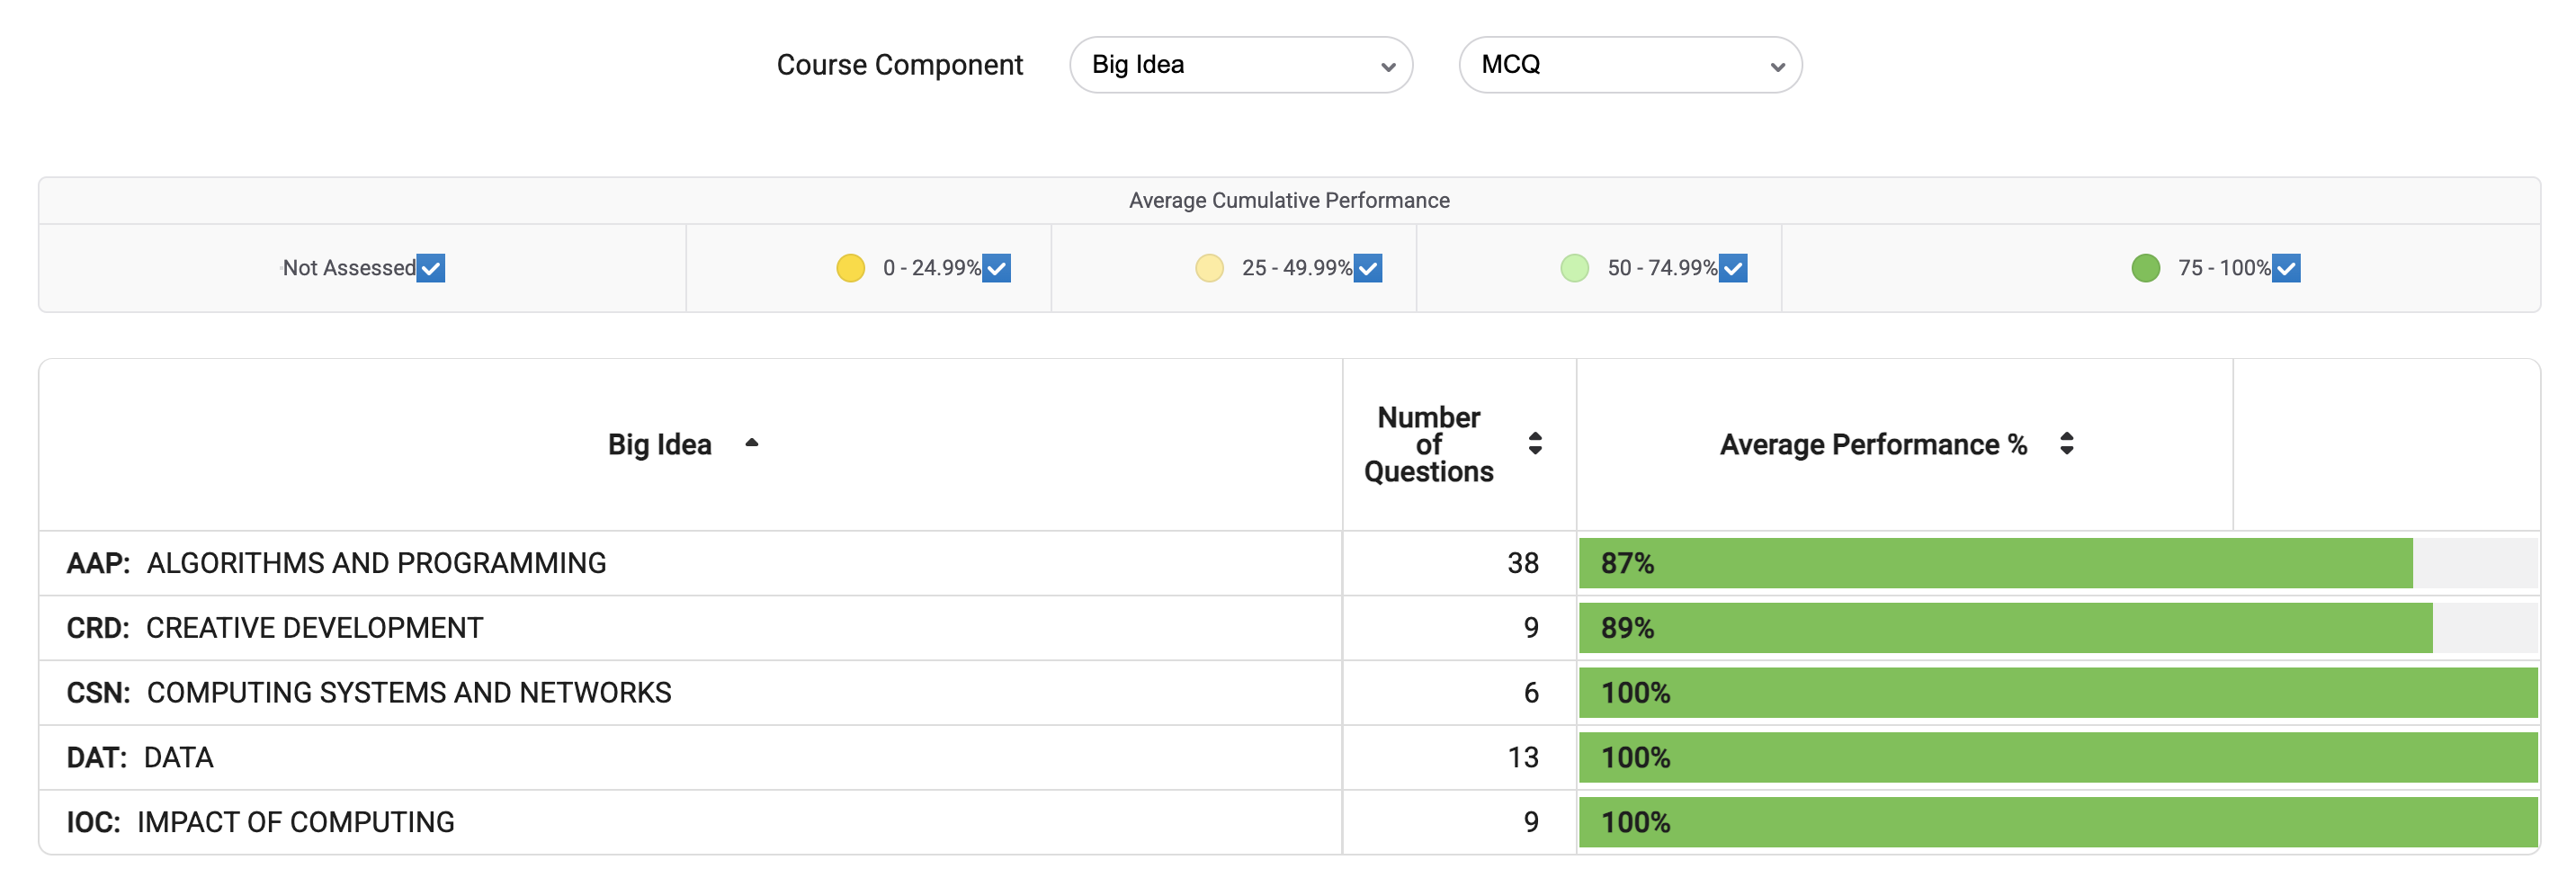 Course Component Big Idea MCQ
Average Cumulative Performance
Not Assessed 0 - 24.99% 25 - 49.99% 50 - 74.99% 75 - 100%
Big Idea
Number
of
Questions
Average Performance %
AAP: ALGORITHMS AND PROGRAMMING 38 87%
CRD: CREATIVE DEVELOPMENT 9 89%
CSN: COMPUTING SYSTEMS AND NETWORKS 6 100%
DAT: DATA 13 100%
IOC: IMPACT OF COMPUTING 9 100%